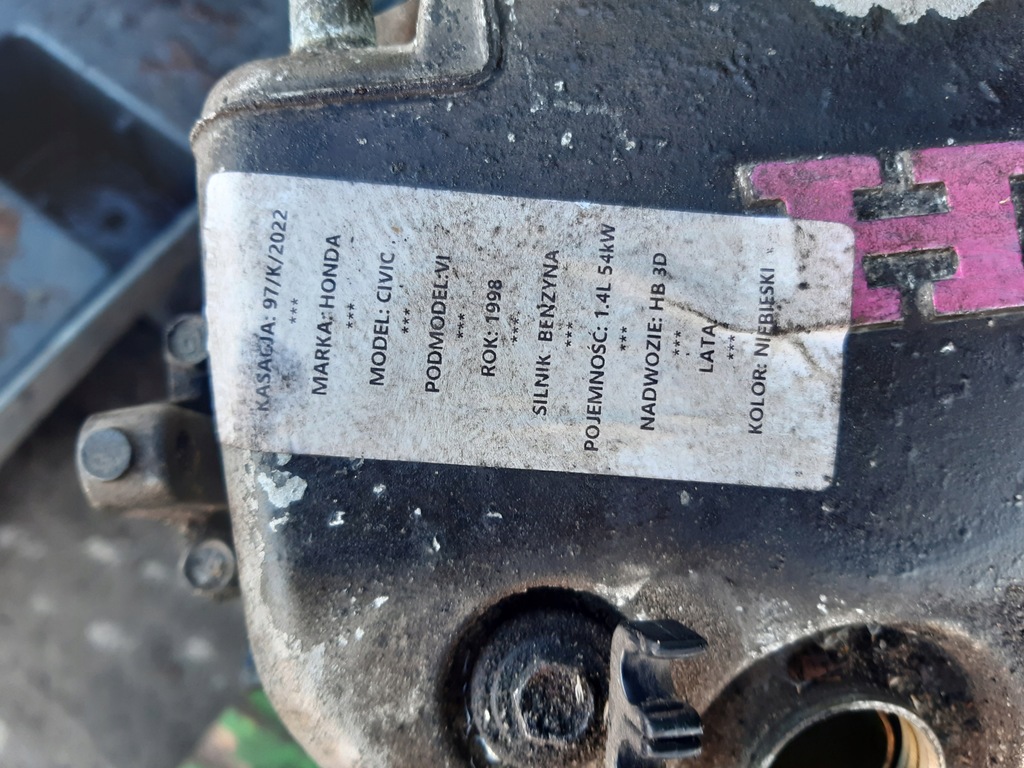 KASACJA: 97/K/2022
***
MARKA: HONDA
***
MODEL: CIVIC
***
PODMODEL:VI
***
ROK: 1998
***
SILNIK BENZYNA
***
POJEMNOŚĆ: 1.4L 54kW
***
NADWOZIE: HB 3D
***
LATA
***
KOLOR: NIEBIESKI
H